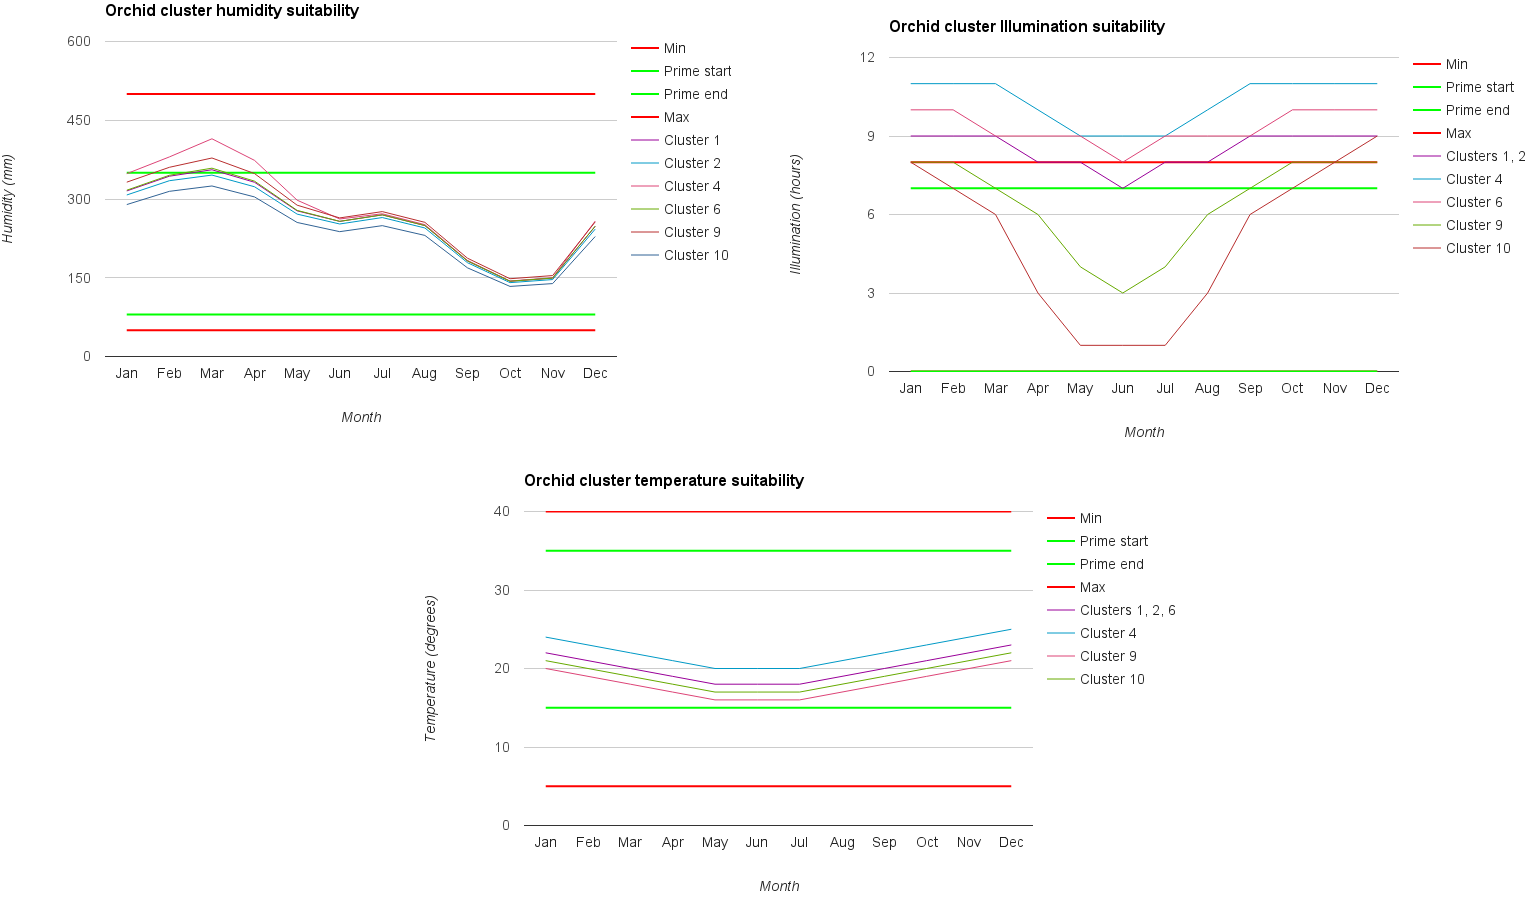 Orchid cluster humidity suitability
Humidity (mm)
600
450
300
150
0
Jan Feb Mar Apr May Jun Jul Aug Sep Oct Nov Dec
Month
Min
Prime start
Prime end
Max
Cluster 1
Cluster 2
Cluster 4
Cluster 6
Cluster 9
Cluster 10
Orchid cluster Illumination suitability
Illumination (hours)
12
9
6
3
0
Jan Feb Mar Apr May Jun Jul Aug Sep Oct Nov Dec
Month
Min
Prime start
Prime end
Max
Clusters 1, 2
Cluster 4
Cluster 6
Cluster 9
Cluster 10
Orchid cluster temperature suitability
Temperature (degrees)
40
30
20
10
0
Jan Feb Mar Apr May Jun Jul Aug Sep Oct Nov Dec
Month
Min
Prime start
Prime end
Max
Clusters 1, 2, 6
Cluster 4
Cluster 9
Cluster 10